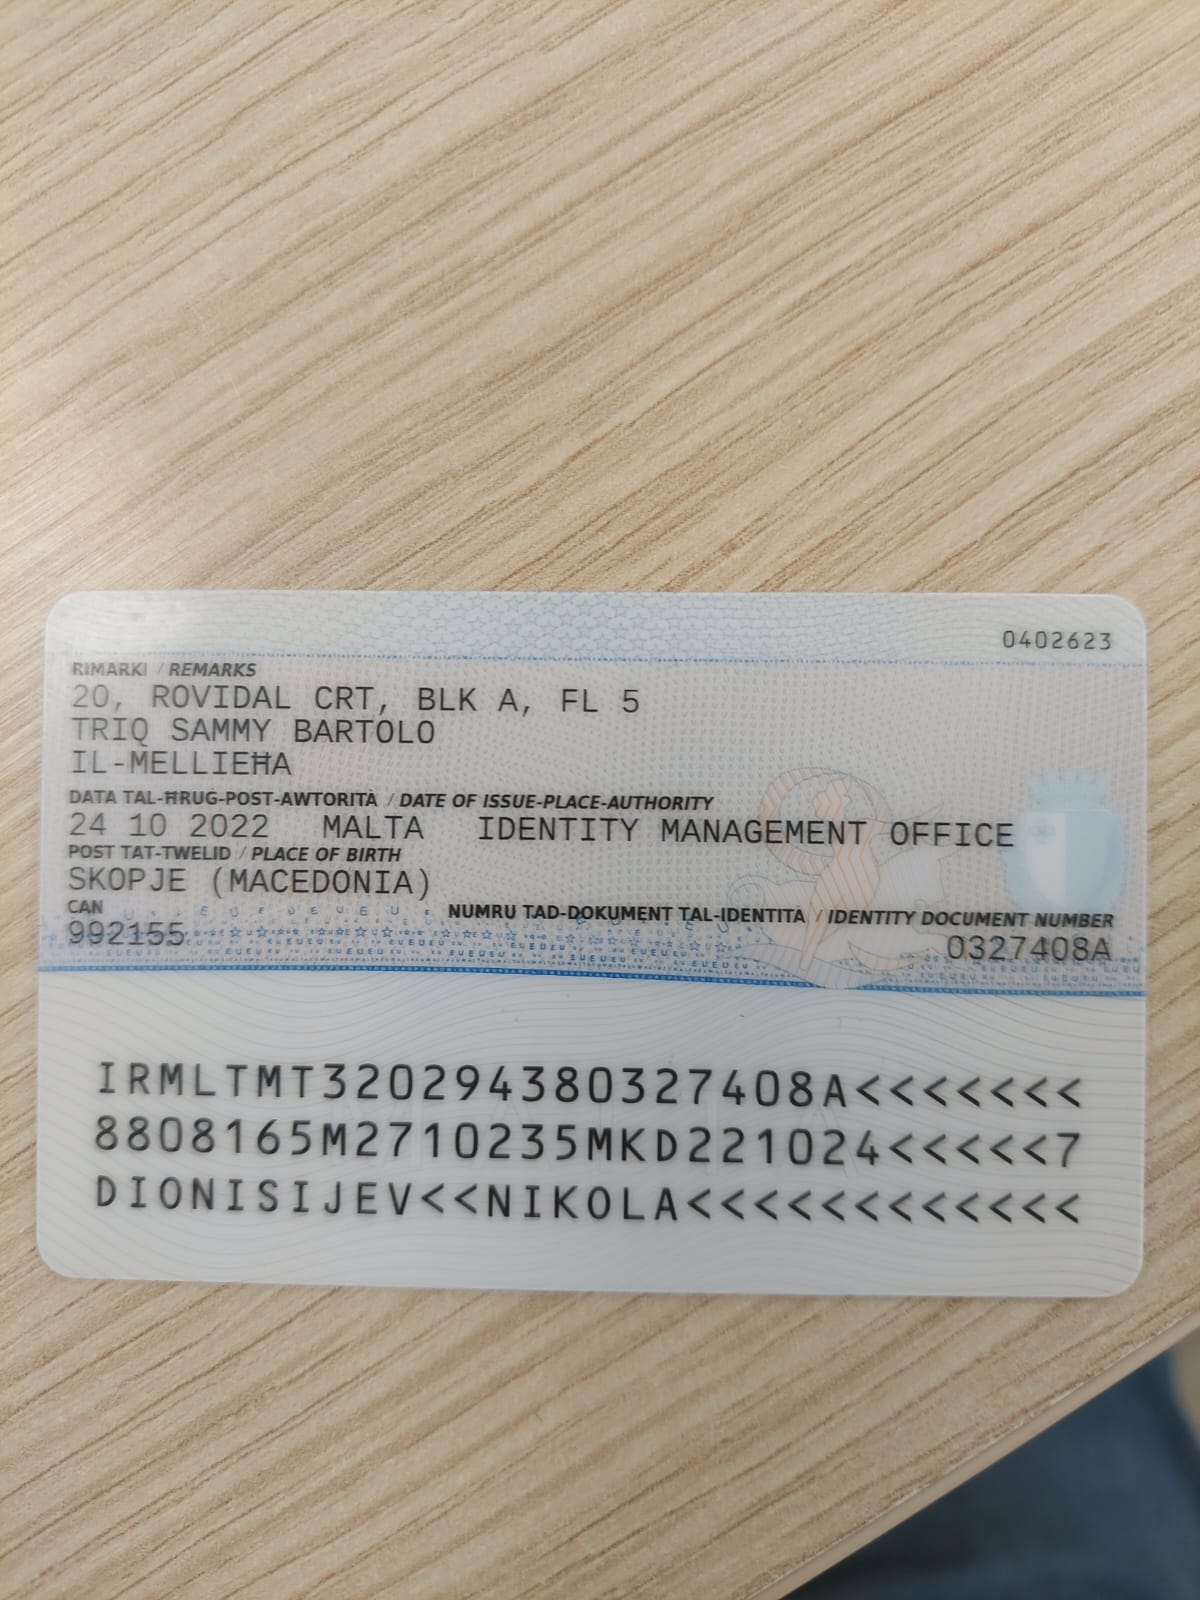 0402623
RIMARKI / REMARKS
20, ROVIDAL CRT, BLK A, FL 5
TRIQ SAMMY BARTOLO
IL-MELLIEĦA
DATA TAL-ĦRUG-POST-AWTORITÀ / DATE OF ISSUE-PLACE-AUTHORITY
24 10 2022 MALTA IDENTITY MANAGEMENT OFFICE
POST TAT-TWELID / PLACE OF BIRTH
SKOPJE (MACEDONIA)
CAN
992155
NUMRU TAD-DOKUMENT TAL-IDENTITÀ / IDENTITY DOCUMENT NUMBER
0327408A
IRMLTMT320294380327408A<<<<<<<
8808165M2710235MKD221024<<<<<7
DIONISIJEV<<NIKOLA<<<<<<<<<<<<